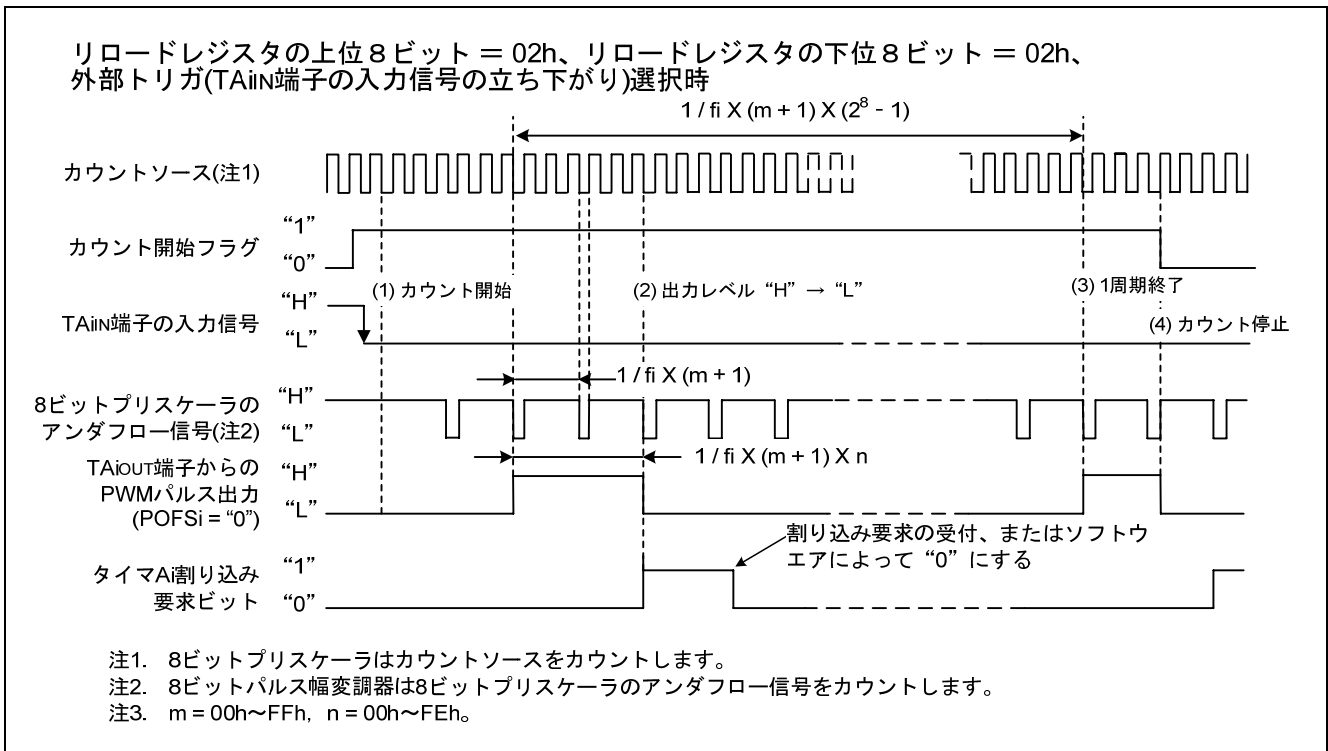 リロードレジスタの上位８ビット ＝ 02h、リロードレジスタの下位８ビット ＝ 02h、
外部トリガ(TAiIN端子の入力信号の立ち下がり)選択時
1 / fi X (m + 1) X (2⁸ - 1)
カウントソース(注1)
カウント開始フラグ
“1”
“0”
(1) カウント開始
(2) 出力レベル “H” → “L”
(3) 1周期終了
(4) カウント停止
TAiIN端子の入力信号
“H”
“L”
1 / fi X (m + 1)
8ビットプリスケーラの
アンダフロー信号(注2)
“H”
“L”
1 / fi X (m + 1) X n
TAiOUT端子からの
PWMパルス出力
(POFSi = “0”)
“H”
“L”
割り込み要求の受付、またはソフトウ
エアによって “0” にする
タイマAi割り込み
要求ビット
“1”
“0”
注1. 8ビットプリスケーラはカウントソースをカウントします。
注2. 8ビットパルス幅変調器は8ビットプリスケーラのアンダフロー信号をカウントします。
注3. m = 00h～FFh, n = 00h～FEh。